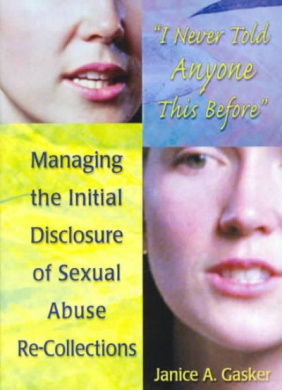 "I Never Told
Anyone
This Before"
Managing
the Initial
Disclosure
of Sexual
Abuse
Re-Collections
Janice A. Gasker